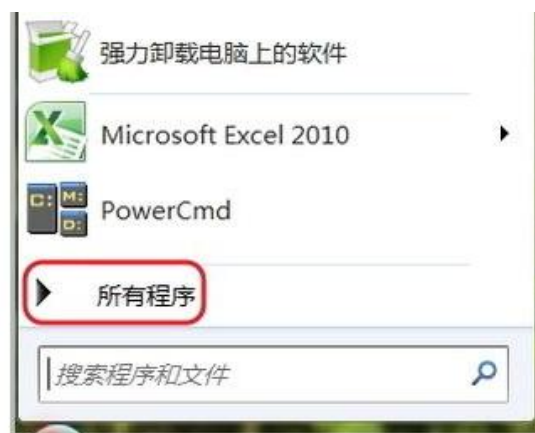 强力卸载电脑上的软件
Microsoft Excel 2010
C: M: D:
PowerCmd
所有程序
搜索程序和文件